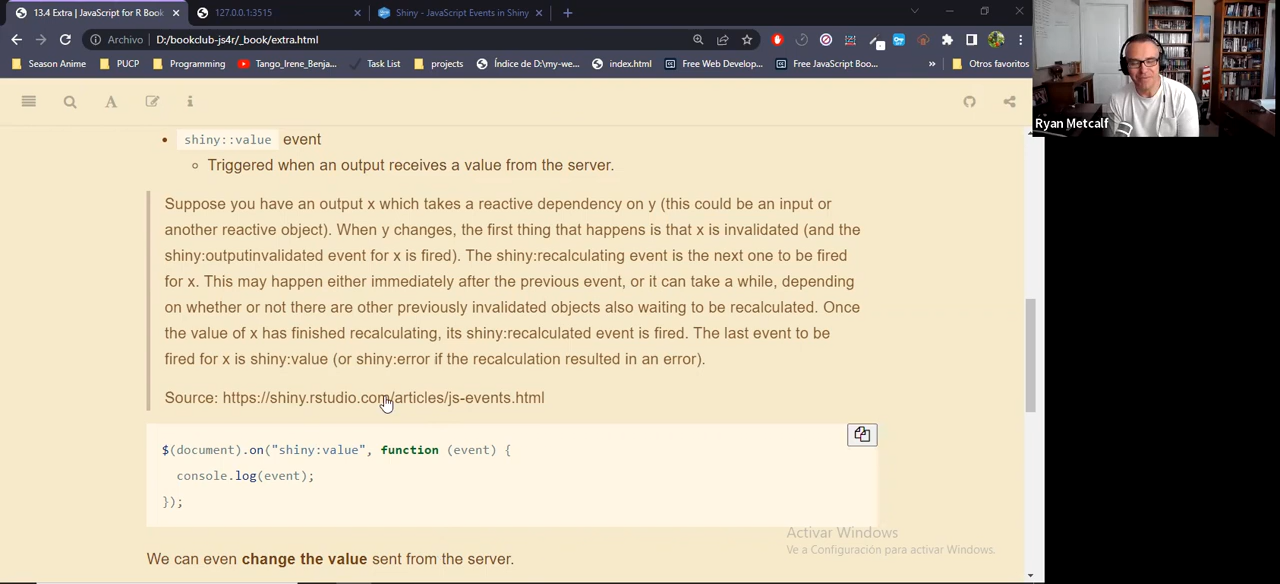 13.4 Extra | JavaScript for R Book
127.0.0.1:3515
Shiny - JavaScript Events in Shiny
Archivo
D:/bookclub-js4r/_book/extra.html
Season Anime
PUCP
Programming
Tango_Irene_Benja...
Task List
projects
Índice de D:\my-we...
index.html
Free Web Develop...
Free JavaScript Boo...
»
Otros favoritos
Ryan Metcalf
• shiny::value event
Triggered when an output receives a value from the server.
Suppose you have an output x which takes a reactive dependency on y (this could be an input or
another reactive object). When y changes, the first thing that happens is that x is invalidated (and the
shiny:outputinvalidated event for x is fired). The shiny:recalculating event is the next one to be fired
for x. This may happen either immediately after the previous event, or it can take a while, depending
on whether or not there are other previously invalidated objects also waiting to be recalculated. Once
the value of x has finished recalculating, its shiny:recalculated event is fired. The last event to be
fired for x is shiny:value (or shiny:error if the recalculation resulted in an error).
Source: https://shiny.rstudio.com/articles/js-events.html
$(document).on("shiny:value", function (event) {
console.log(event);
});
Activar Windows
Ve a Configuración para activar Windows.
We can even change the value sent from the server.